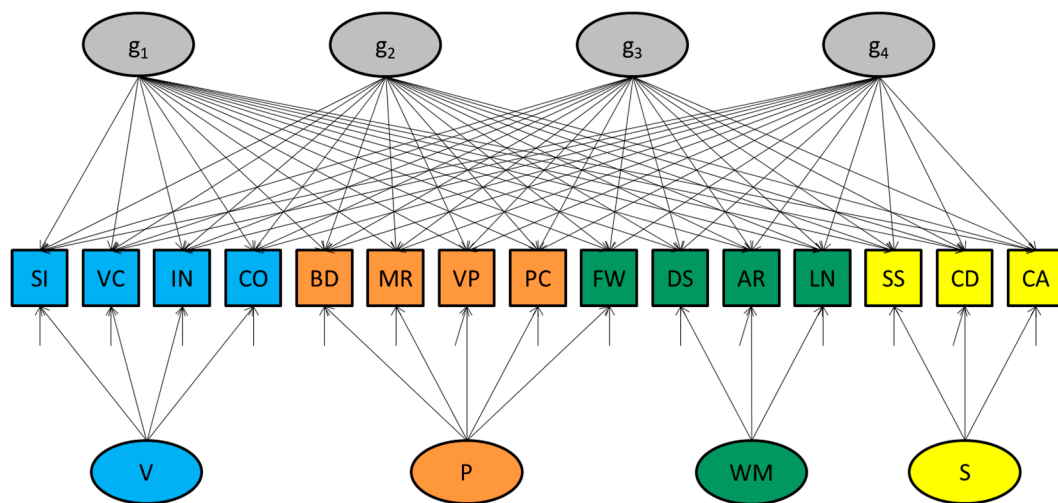 g₁ g₂ g₃ g₄
SI VC IN CO BD MR VP PC FW DS AR LN SS CD CA
V P WM S